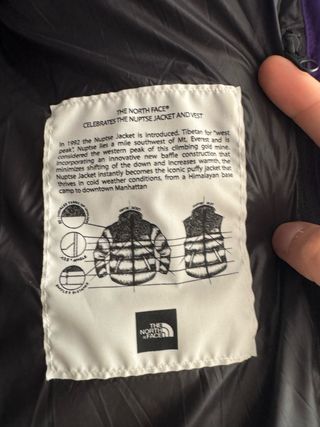 THE NORTH FACE®
CELEBRATES THE NUPTSE JACKET AND VEST
In 1992 the Nuptse Jacket is introduced. Tibetan for "west
peak", Nuptse lies a mile southwest of Mt. Everest and is
considered the western peak of this climbing gold mine.
Incorporating an innovative new baffle construction that
minimizes shifting of the down and increases warmth, the
Nuptse Jacket instantly becomes the iconic puffy jacket that
thrives in cold weather conditions, from a Himalayan base
camp to downtown Manhattan
THE
NORTH
FACE